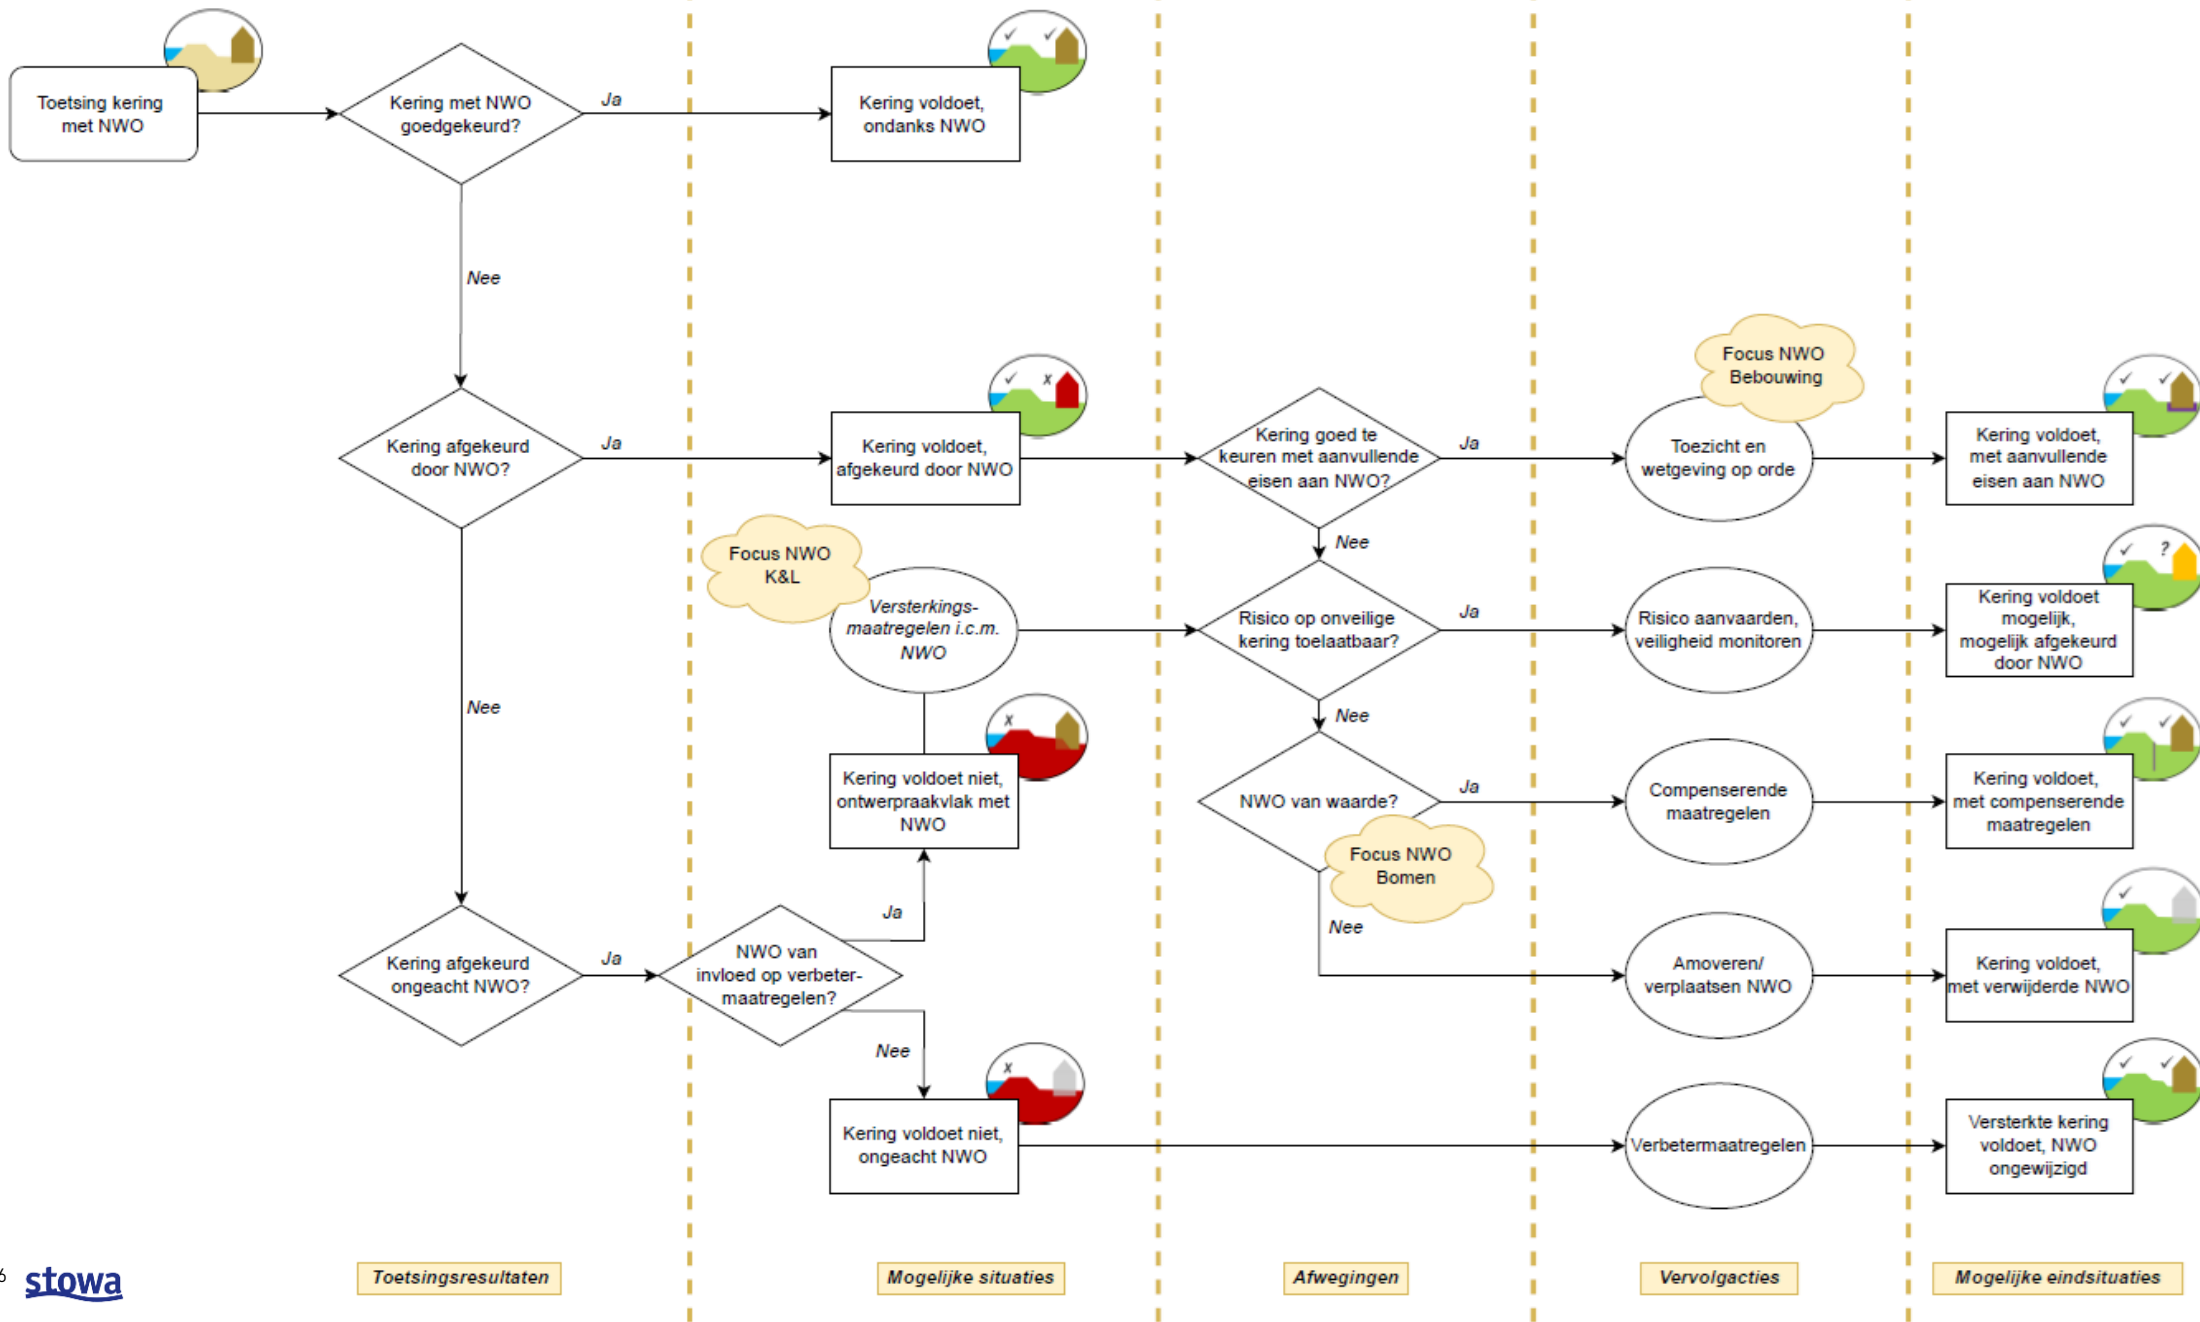 Toetsing kering
met NWO
Kering met NWO
goedgekeurd?
Ja
Kering voldoet,
ondanks NWO
Nee
Kering afgekeurd
door NWO?
Ja
Kering voldoet,
afgekeurd door NWO
Kering goed te
keuren met aanvullende
eisen aan NWO?
Ja
Focus NWO
Bebouwing
Toezicht en
wetgeving op orde
Kering voldoet,
met aanvullende
eisen aan NWO
Nee
Focus NWO
K&L
Versterkings-
maatregelen i.c.m.
NWO
Risico op onveilige
kering toelaatbaar?
Ja
Risico aanvaarden,
veiligheid monitoren
?
Kering voldoet
mogelijk,
mogelijk afgekeurd
door NWO
Nee
Nee
Kering voldoet niet,
ontwerpraakvlak met
NWO
NWO van waarde?
Ja
Focus NWO
Bomen
Compenserende
maatregelen
Kering voldoet,
met compenserende
maatregelen
Nee
Kering afgekeurd
ongeacht NWO?
Ja
NWO van
invloed op verbeter-
maatregelen?
Ja
Amoveren/
verplaatsen NWO
Kering voldoet,
met verwijderde NWO
Nee
Kering voldoet niet,
ongeacht NWO
Verbetermaatregelen
Versterkte kering
voldoet, NWO
ongewijzigd
x
x
x
6
stowa
Toetsingsresultaten
Mogelijke situaties
Afwegingen
Vervolgacties
Mogelijke eindsituaties